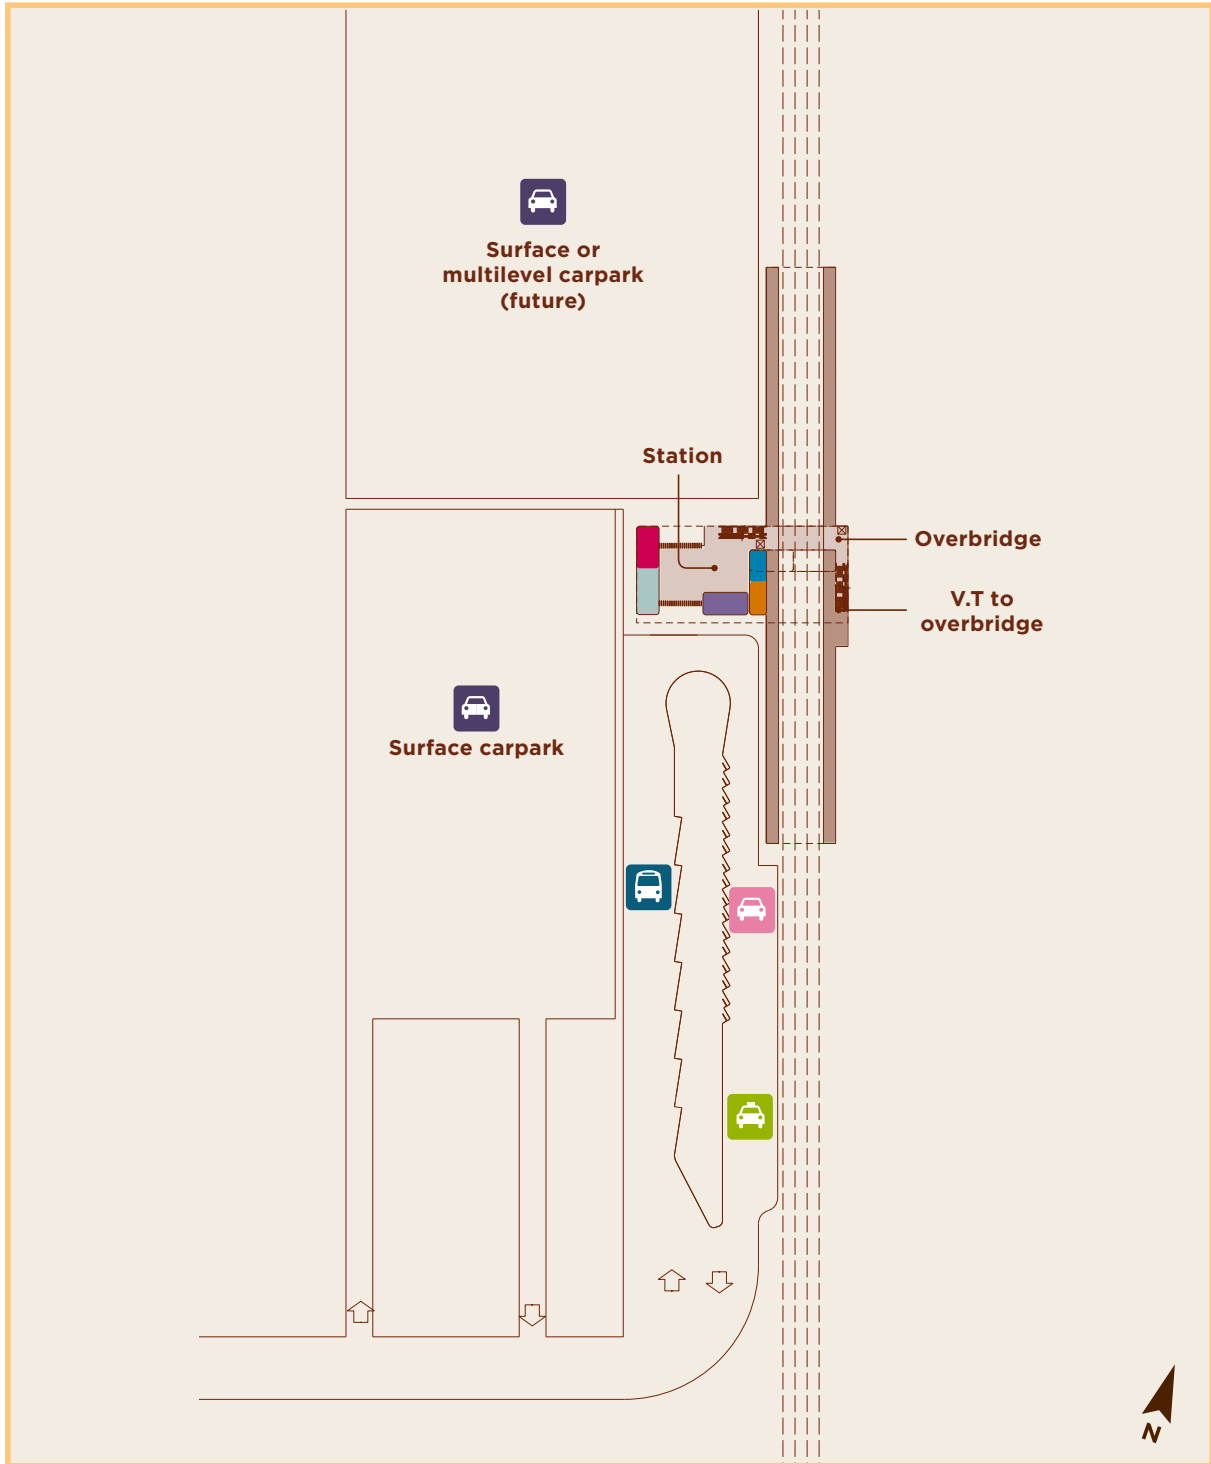 Surface or
multilevel carpark
(future)
Station
Overbridge
V.T to
overbridge
Surface carpark
N